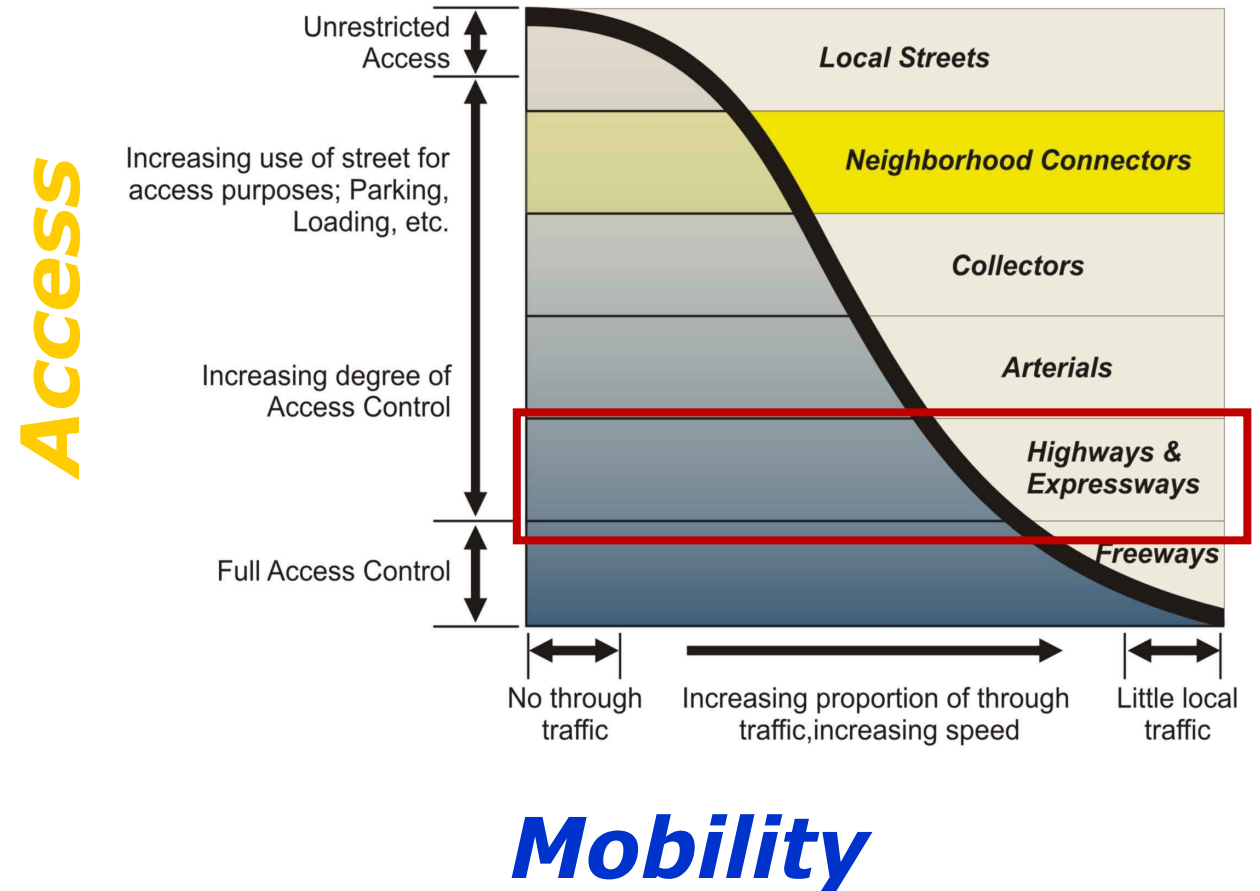 Access
Unrestricted
Access
Increasing use of street for
access purposes; Parking,
Loading, etc.
Increasing degree of
Access Control
Full Access Control
Local Streets
Neighborhood Connectors
Collectors
Arterials
Highways &
Expressways
Freeways
No through
traffic
Increasing proportion of through
traffic,increasing speed
Little local
traffic
Mobility